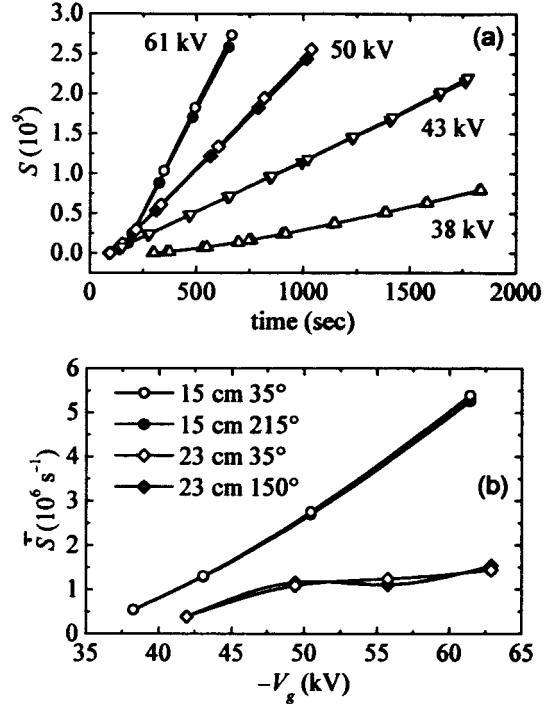 3.0
2.5
2.0
1.5
1.0
0.5
0.0
S (10⁹)
61 kV
50 kV
(a)
43 kV
38 kV
0 500 1000 1500 2000
time (sec)
6
5
4
3
2
1
0
S (10⁶ s⁻¹)
15 cm 35°
15 cm 215°
23 cm 35°
23 cm 150°
(b)
35 40 45 50 55 60 65
−V_g (kV)